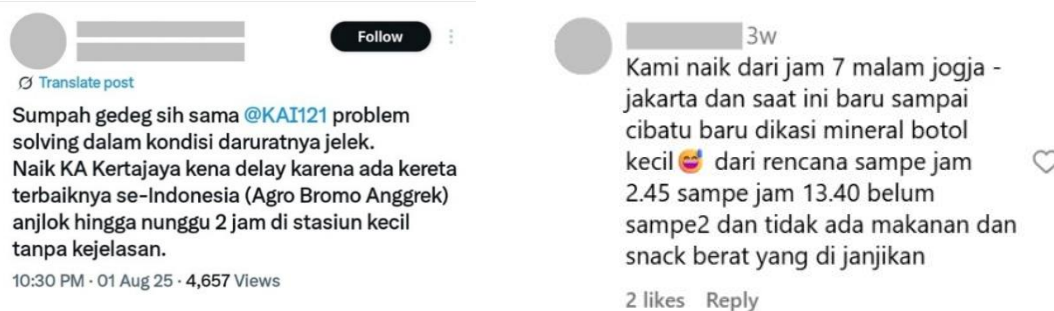 Follow
Translate post
Sumpah gedeg sih sama @KAI121 problem
solving dalam kondisi daruratnya jelek.
Naik KA Kertajaya kena delay karena ada kereta
terbaiknya se-Indonesia (Agro Bromo Anggrek)
anjlok hingga nunggu 2 jam di stasiun kecil
tanpa kejelasan.
10:30 PM · 01 Aug 25 · 4,657 Views
3w
Kami naik dari jam 7 malam jogja -
jakarta dan saat ini baru sampai
cibatu baru dikasi mineral botol
kecil😅 dari rencana sampe jam
2.45 sampe jam 13.40 belum
sampe2 dan tidak ada makanan dan
snack berat yang di janjikan
2 likes Reply